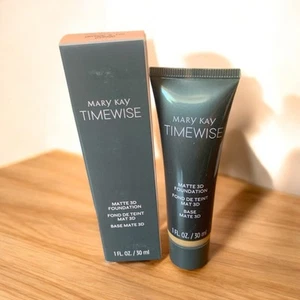 MARY KAY
TIMEWISE
MATTE 3D
FOUNDATION
FOND DE TEINT
MAT 3D
BASE MATE 3D
1 FL. OZ. / 30 ml
MARY KAY
TIMEWISE
MATTE 3D
FOUNDATION
FOND DE TEINT
MAT 3D
BASE
MATE 3D
1 FL. OZ. / 30 ml